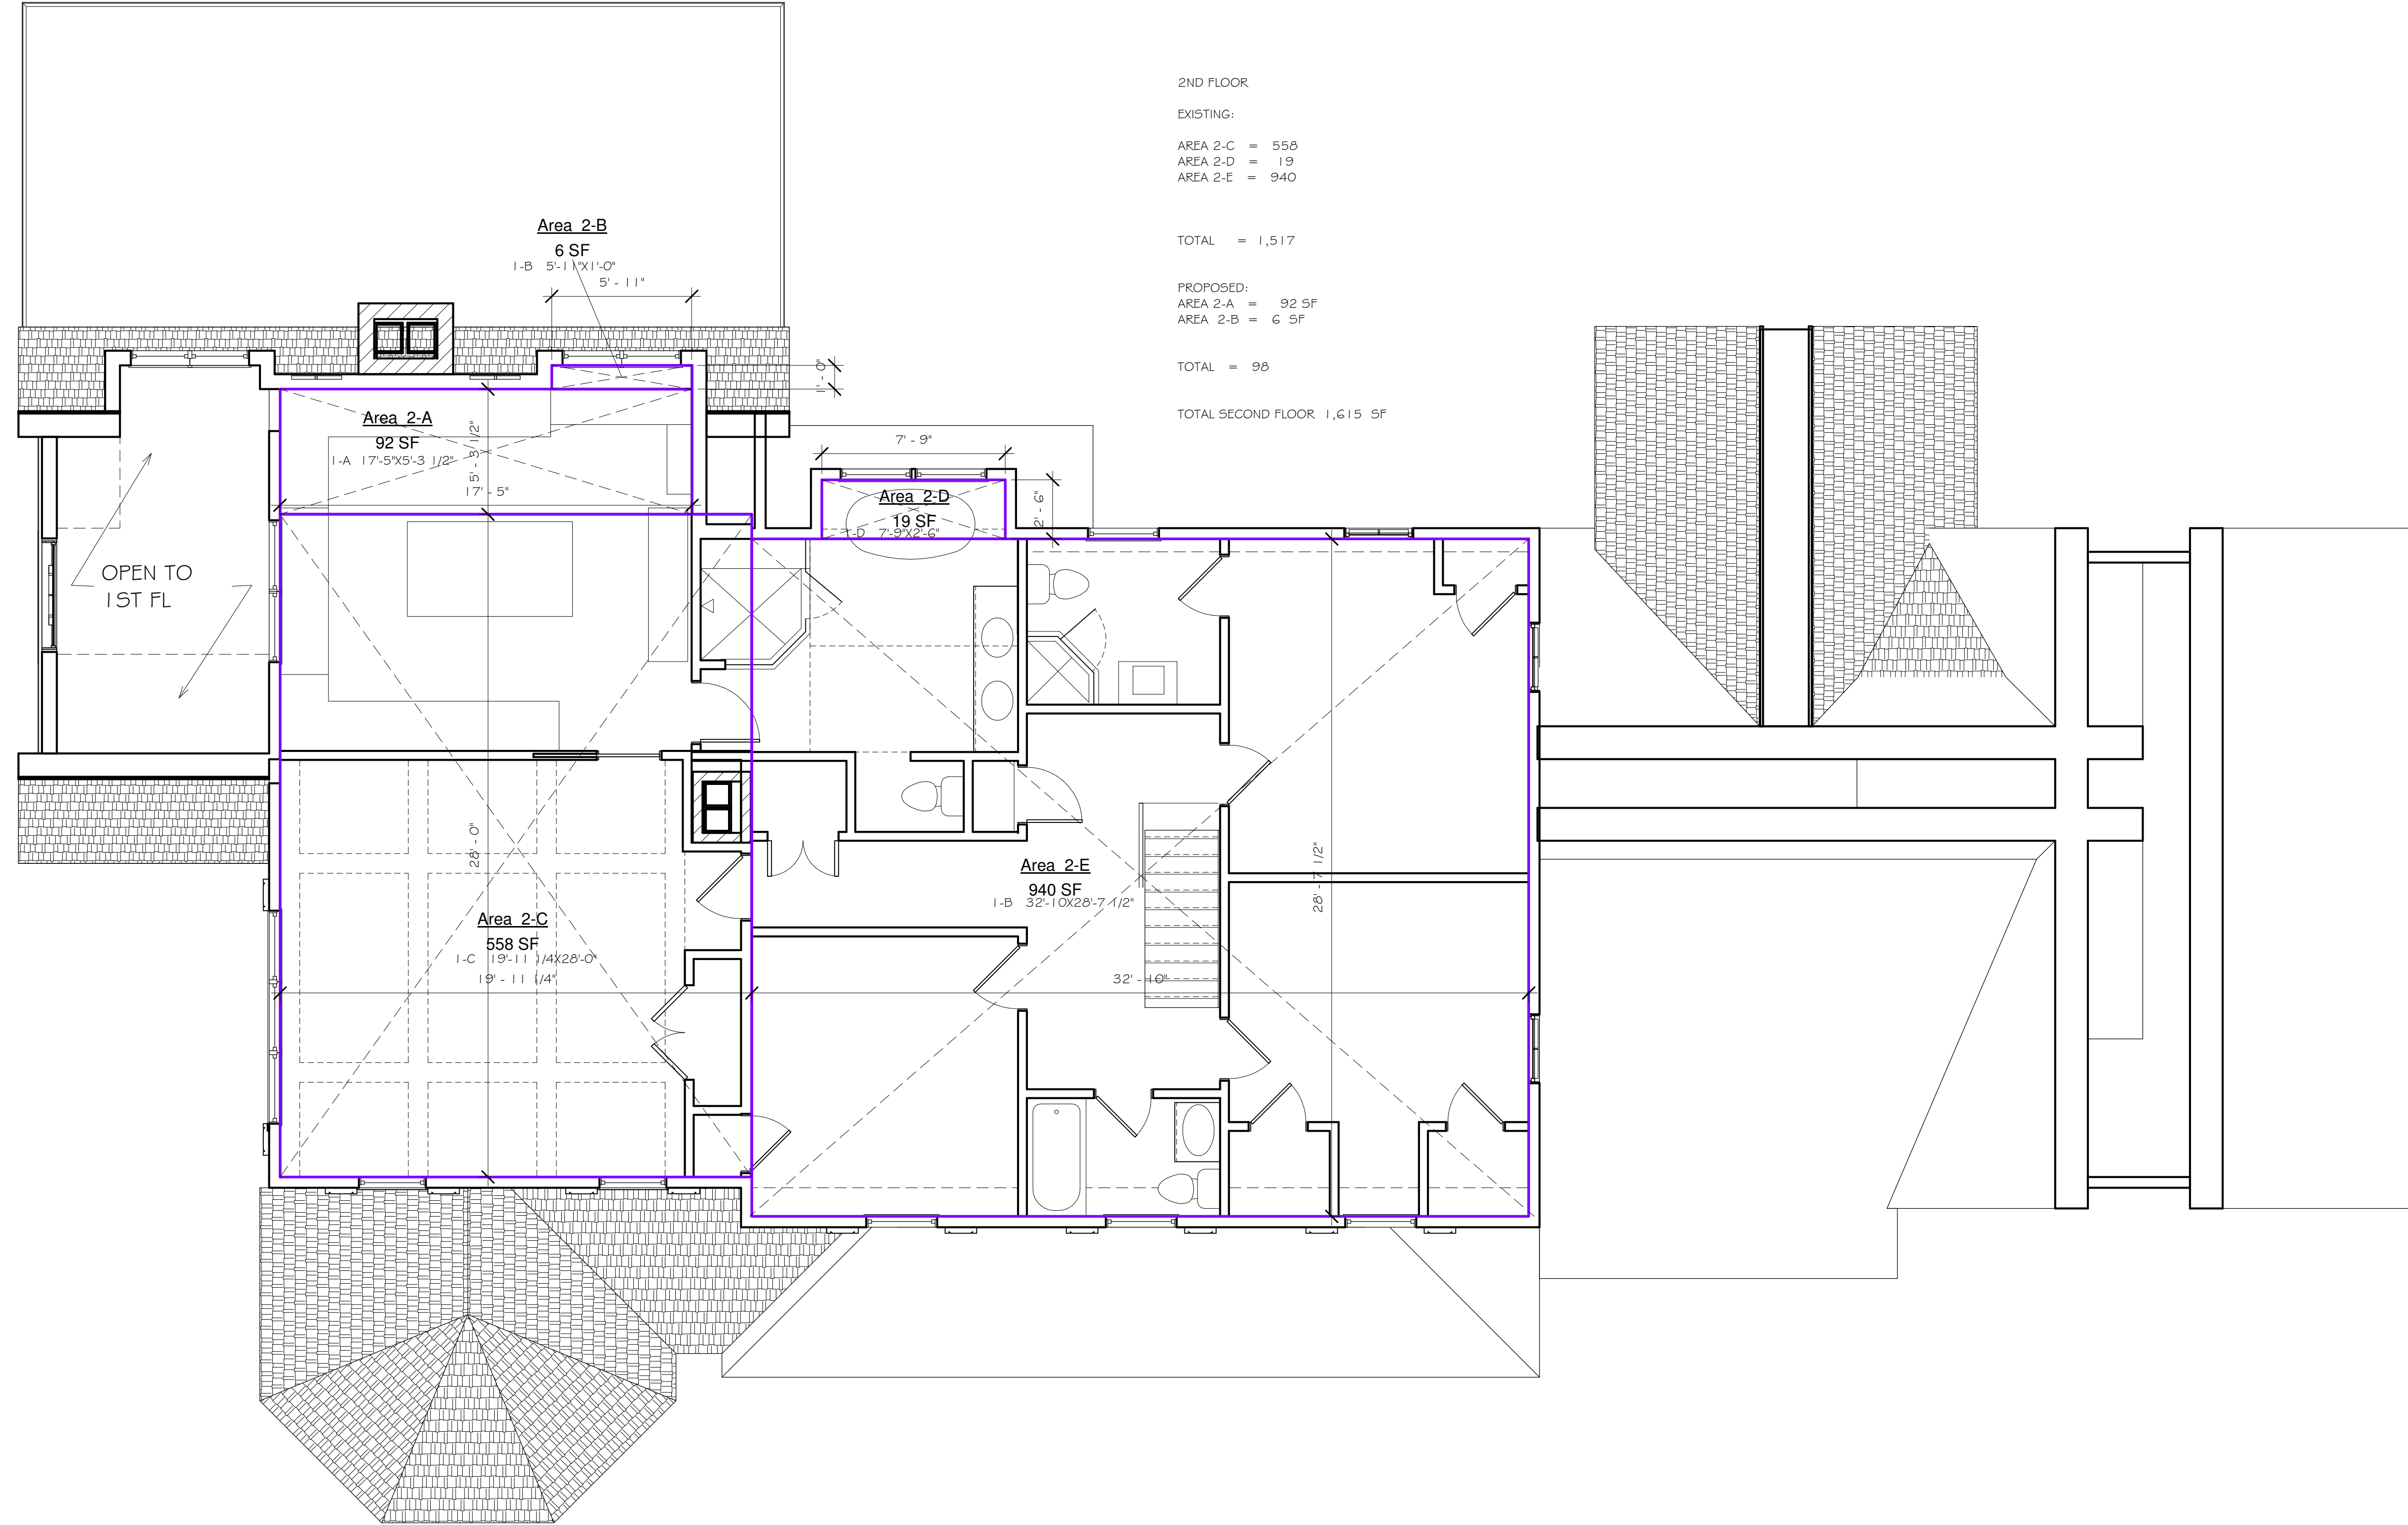 2ND FLOOR
EXISTING:
AREA 2-C = 558
AREA 2-D = 19
AREA 2-E = 940
TOTAL = 1,517
PROPOSED:
AREA 2-A = 92 SF
AREA 2-B = 6 SF
TOTAL = 98
TOTAL SECOND FLOOR 1,615 SF
Area 2-B
6 SF
1-B 5'-11"X1'-0"
5' - 11"
1' - 0"
Area 2-A
92 SF
1-A 17'-5"X5'-3 1/2"
5' - 3 1/2"
17' - 5"
7' - 9"
Area 2-D
19 SF
1-D 7'-9"X2'-6"
2' - 6"
OPEN TO
1ST FL
28' - 0"
Area 2-E
940 SF
1-B 32'-10X28'-7 1/2"
28' - 7 1/2"
Area 2-C
558 SF
1-C 19'-11 1/4X28'-0"
19' - 11 1/4"
32' - 10"